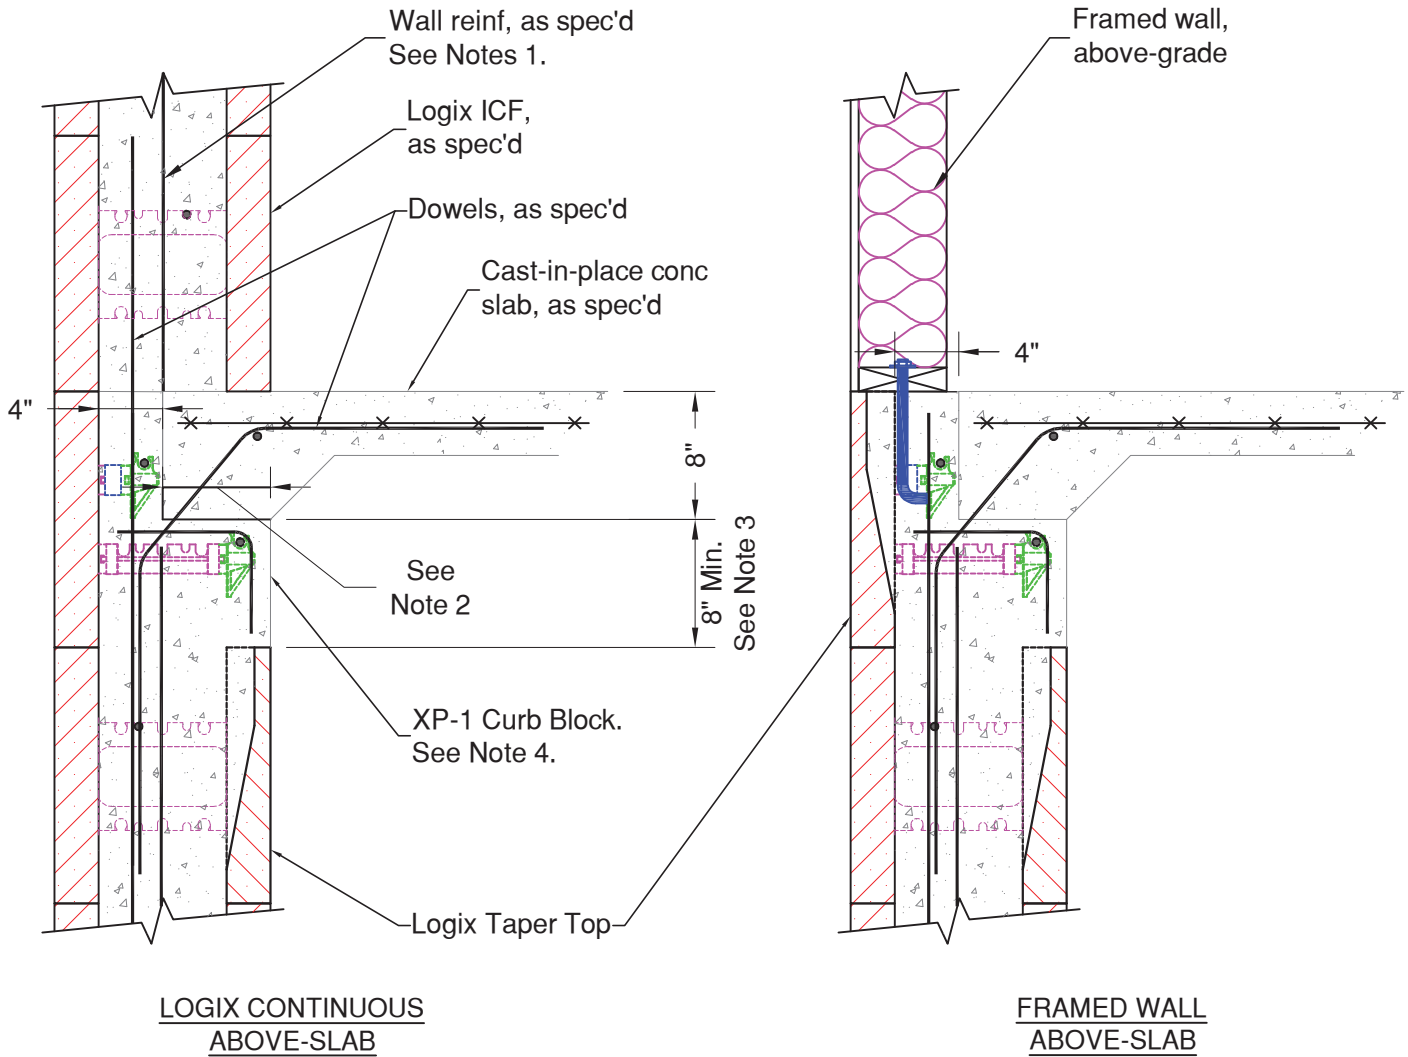 Wall reinf, as spec'd
See Notes 1.
Logix ICF,
as spec'd
Dowels, as spec'd
Cast-in-place conc
slab, as spec'd
4"
8"
8" Min.
See Note 3
See
Note 2
XP-1 Curb Block.
See Note 4.
Logix Taper Top
LOGIX CONTINUOUS
ABOVE-SLAB
Framed wall,
above-grade
4"
FRAMED WALL
ABOVE-SLAB